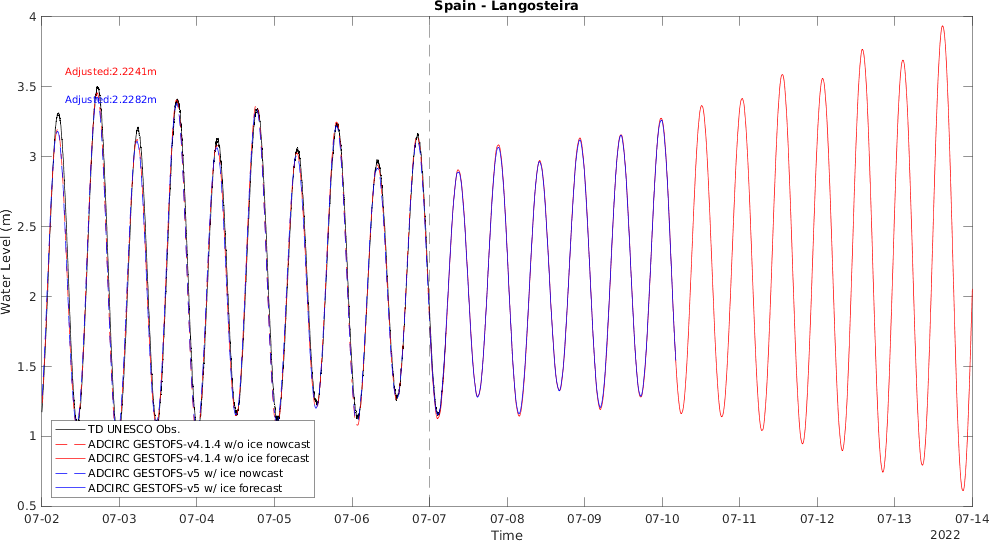 Spain - Langosteira
4
3.5
3
2.5
2
1.5
1
0.5
Water Level (m)
Adjusted:2.2241m
Adjusted:2.2282m
TD UNESCO Obs.
ADCIRC GESTOFS-v4.1.4 w/o ice nowcast
ADCIRC GESTOFS-v4.1.4 w/o ice forecast
ADCIRC GESTOFS-v5 w/ ice nowcast
ADCIRC GESTOFS-v5 w/ ice forecast
07-02 07-03 07-04 07-05 07-06 07-07 07-08 07-09 07-10 07-11 07-12 07-13 07-14
Time
2022